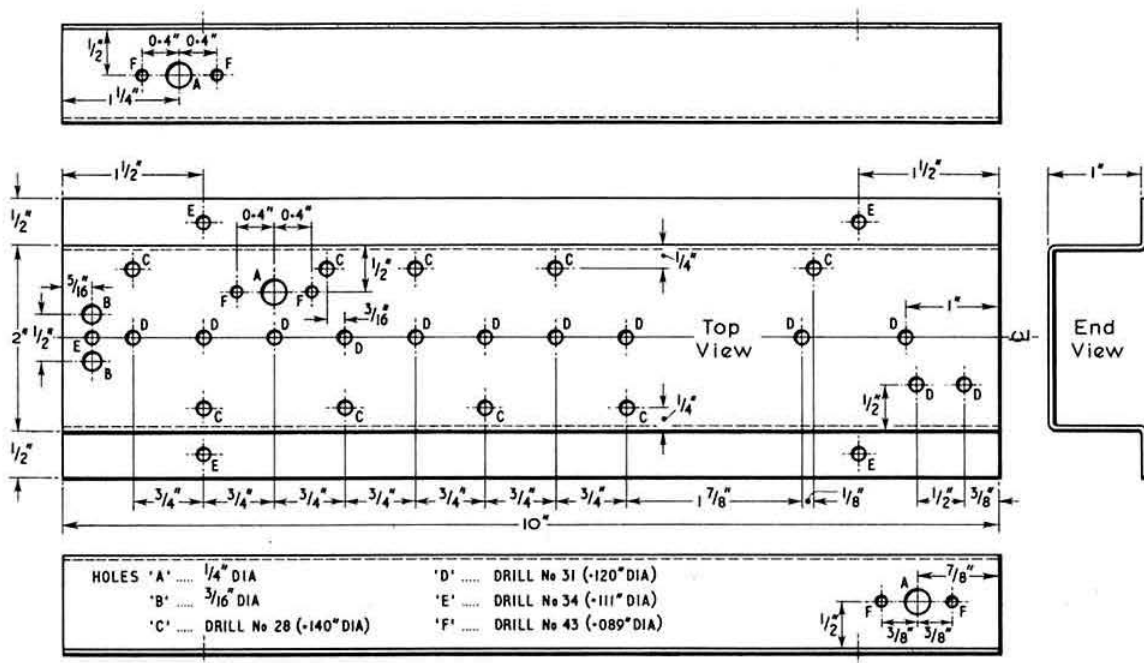 1/2" 0·4" 0·4"
F F
A
1 1/4"
1 1/2" 1 1/2" 1"
1/2" E 0·4" 0·4" E
C A C C C C
F F 1/2" 1/4"
5/16" B 3/16" 1"
2" 1/2" D D D D D D D D D D Top View End View
E
B
C C C C 1/4" 1/2" D D
1/2" E E
3/4" 3/4" 3/4" 3/4" 3/4" 3/4" 3/4" 1 7/8" 1/8" 1/2" 3/8"
10"
HOLES 'A' ..... 1/4" DIA
'B' ..... 3/16" DIA
'C' ..... DRILL No 28 (·140" DIA)
'D' ..... DRILL No 31 (·120" DIA)
'E' ..... DRILL No 34 (·111" DIA)
'F' ..... DRILL No 43 (·089" DIA)
7/8"
A
F F
1/2"
3/8" 3/8"